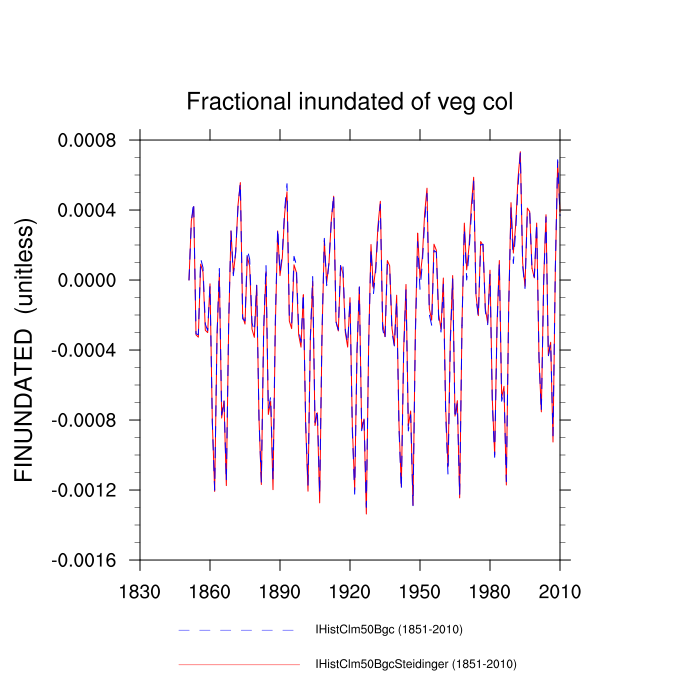 Fractional inundated of veg col
FINUNDATED (unitless)
0.0008
0.0004
0.0000
-0.0004
-0.0008
-0.0012
-0.0016
1830 1860 1890 1920 1950 1980 2010
IHistClm50Bgc (1851-2010)
IHistClm50BgcSteidinger (1851-2010)